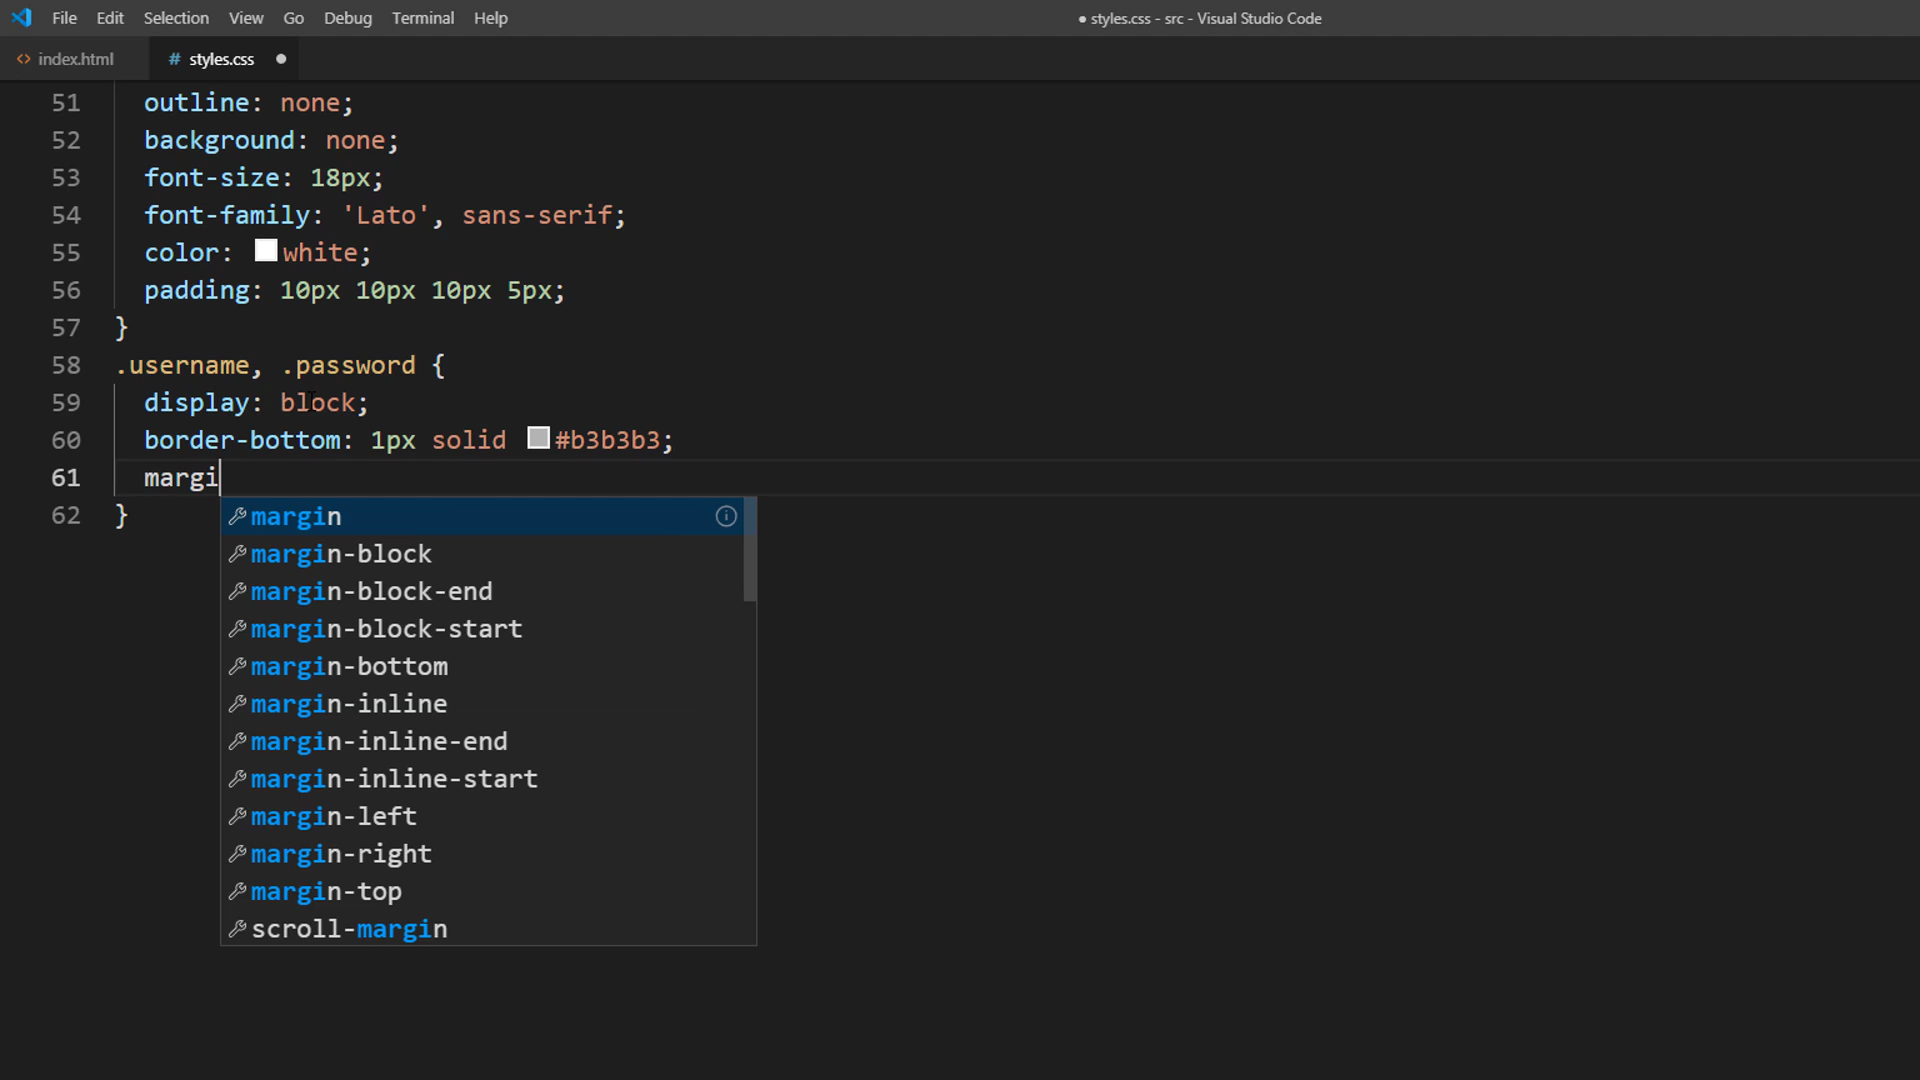 File Edit Selection View Go Debug Terminal Help ● styles.css - src - Visual Studio Code
<> index.html # styles.css ●
51 outline: none;
52 background: none;
53 font-size: 18px;
54 font-family: 'Lato', sans-serif;
55 color: white;
56 padding: 10px 10px 10px 5px;
57 }
58 .username, .password {
59 display: block;
60 border-bottom: 1px solid #b3b3b3;
61 margi
62 }
margin
margin-block
margin-block-end
margin-block-start
margin-bottom
margin-inline
margin-inline-end
margin-inline-start
margin-left
margin-right
margin-top
scroll-margin